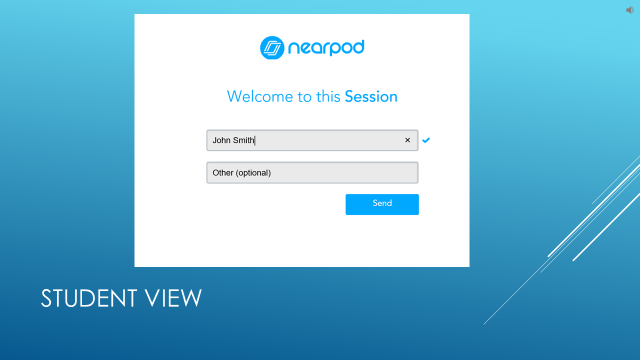 nearpod
Welcome to this Session
John Smith
Other (optional)
Send
STUDENT VIEW